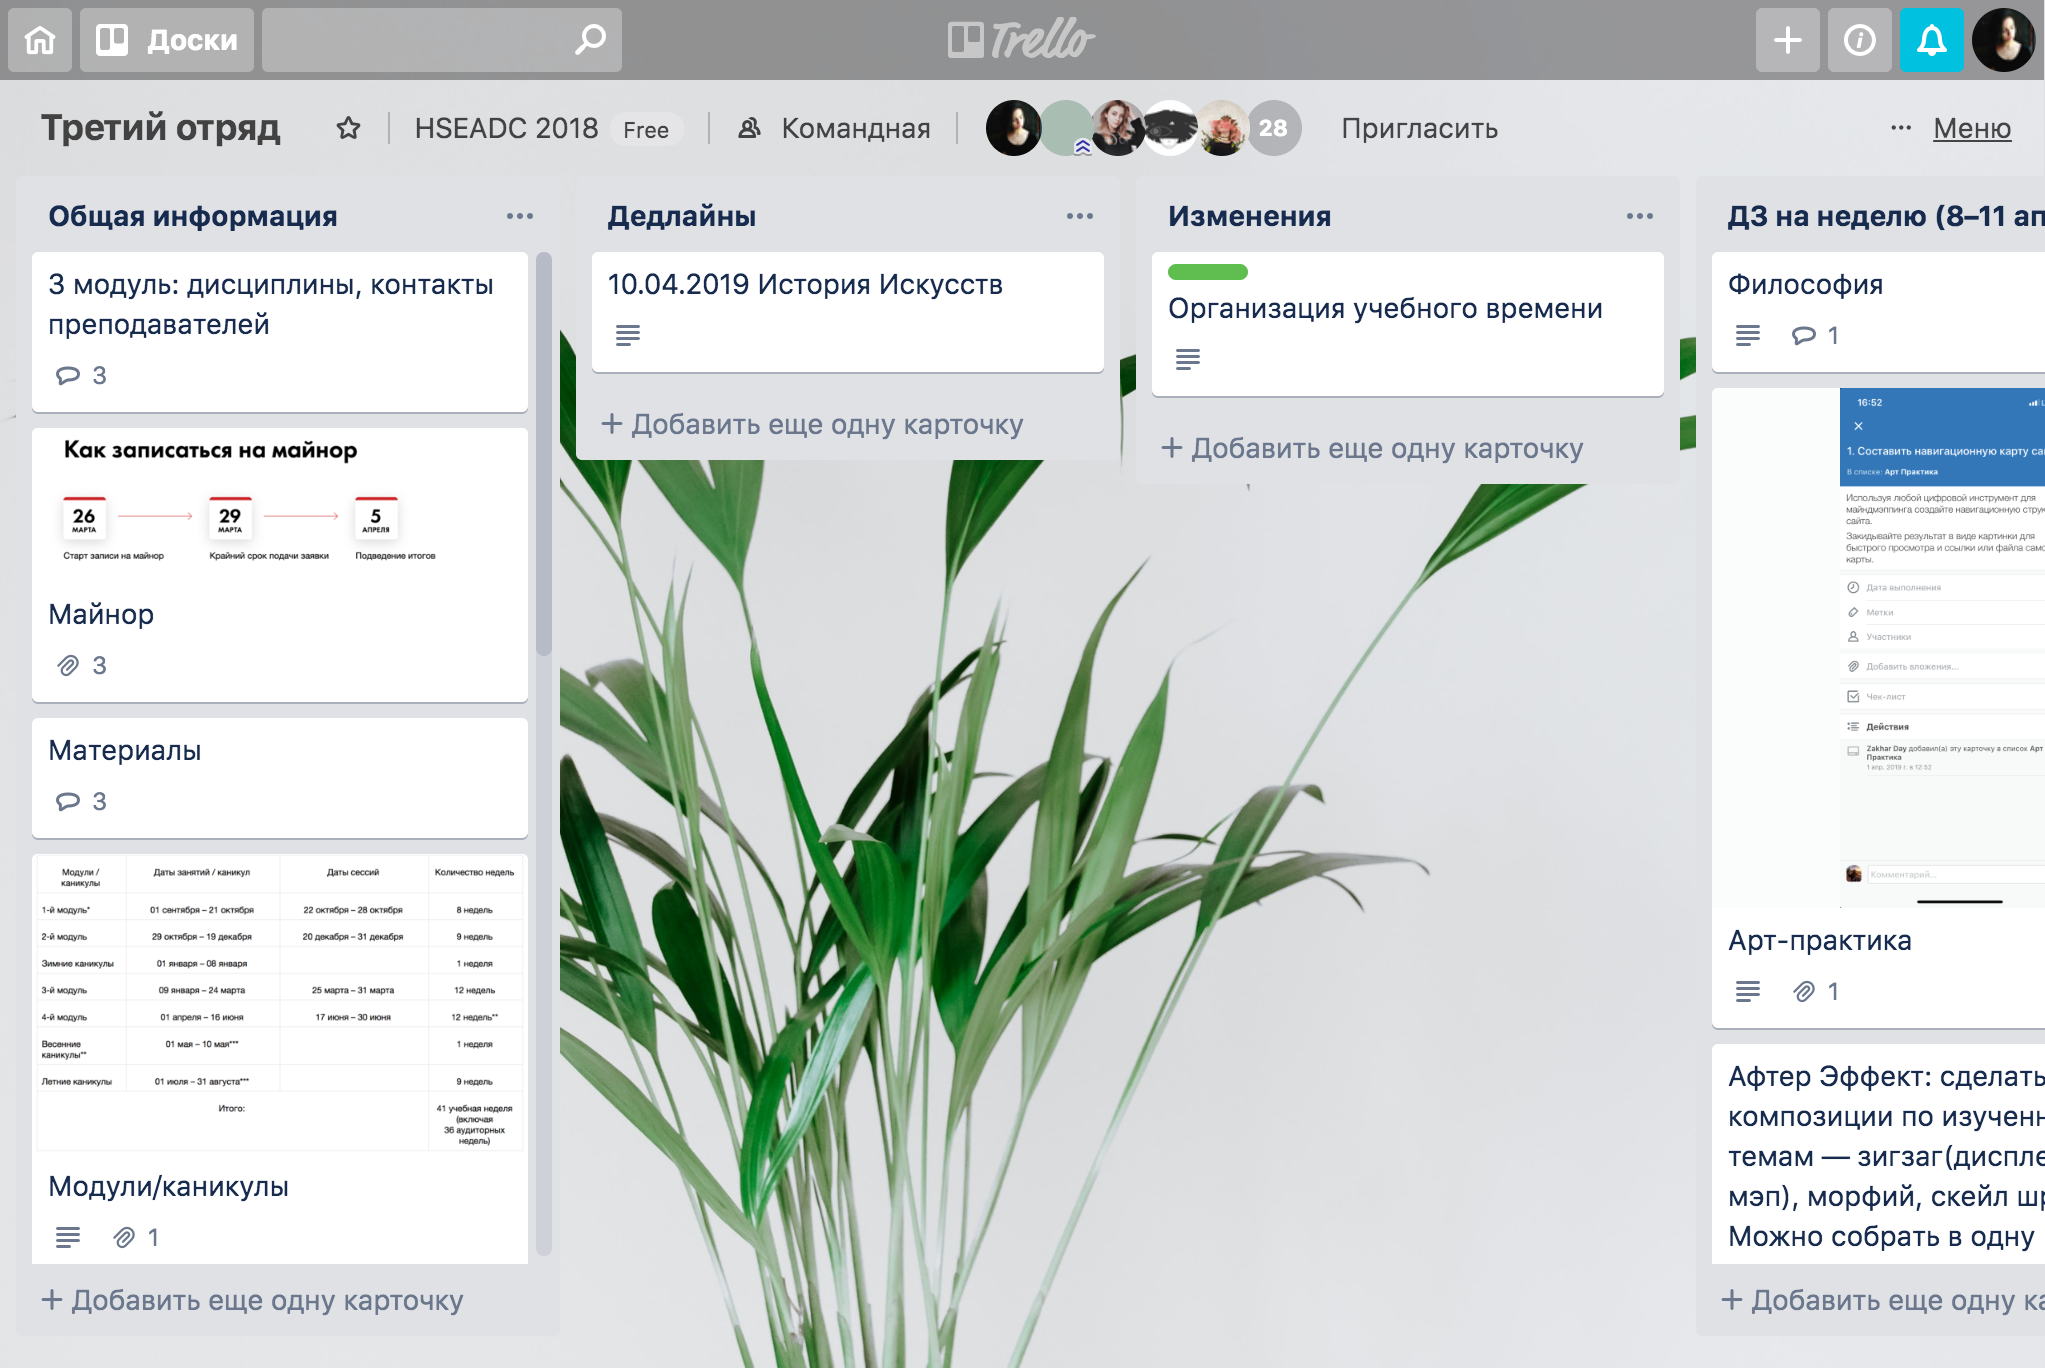 Доски
Trello
Третий отряд
HSEADC 2018
Free
Командная
28
Пригласить
Меню
Общая информация
3 модуль: дисциплины, контакты
преподавателей
3
Как записаться на майнор
26
МАРТА
29
МАРТА
5
АПРЕЛЯ
Старт записи на майнор
Крайний срок подачи заявки
Подведение итогов
Майнор
3
Материалы
3
Модули / каникулы Даты занятий / каникул Даты сессий Количество недель
1-й модуль* 01 сентября – 21 октября 22 октября – 28 октября 8 недель
2-й модуль 29 октября – 19 декабря 20 декабря – 31 декабря 9 недель
Зимние каникулы 01 января – 08 января 1 неделя
3-й модуль 09 января – 24 марта 25 марта – 31 марта 12 недель
4-й модуль 01 апреля – 16 июня 17 июня – 30 июня 12 недель**
Весенние каникулы** 01 мая – 10 мая*** 1 неделя
Летние каникулы 01 июля – 31 августа*** 9 недель
Итого: 41 учебная неделя
(включая
36 аудиторных
недель)
Модули/каникулы
1
+ Добавить еще одну карточку
Дедлайны
10.04.2019 История Искусств
+ Добавить еще одну карточку
Изменения
Организация учебного времени
+ Добавить еще одну карточку
ДЗ на неделю (8–11 ап
Философия
1
16:52
1. Составить навигационную карту са
В списке: Арт Практика
Используя любой цифровой инструмент для
майндмэппинга создайте навигационную струк
сайта.
Закидывайте результат в виде картинки для
быстрого просмотра и ссылки или файла само
карты.
Дата выполнения
Метки
Участники
Добавить вложения...
Чек-лист
Действия
Zakhar Day добавил(а) эту карточку в список Арт
Практика
1 апр. 2019 г. в 12:52
Комментарий...
Арт-практика
1
Афтер Эффект: сделать
композиции по изученн
темам — зигзаг(диспле
мэп), морфий, скейл шр
Можно собрать в одну
+ Добавить еще одну ка